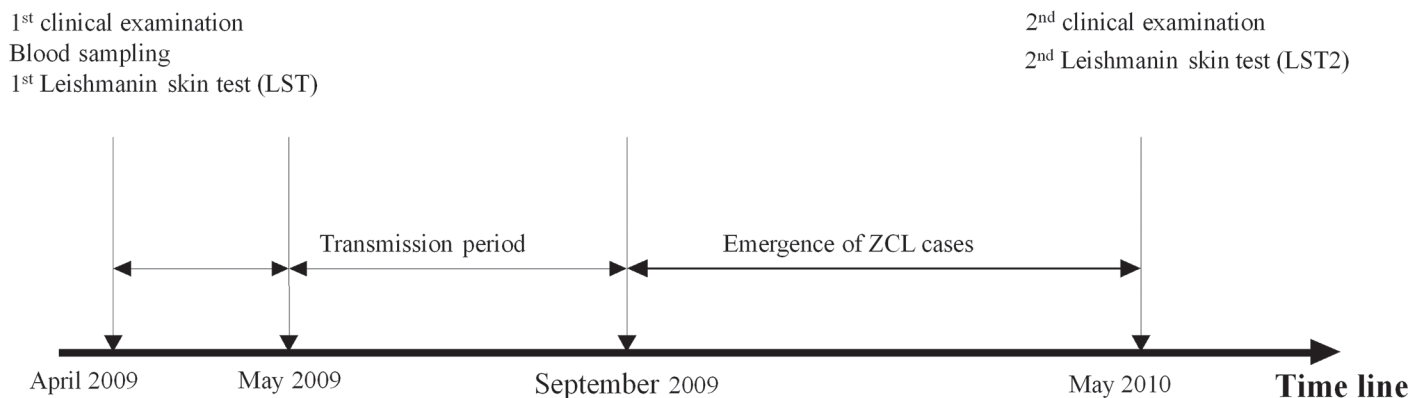 1st clinical examination
Blood sampling
1st Leishmanin skin test (LST)
2nd clinical examination
2nd Leishmanin skin test (LST2)
Transmission period
Emergence of ZCL cases
April 2009
May 2009
September 2009
May 2010
Time line